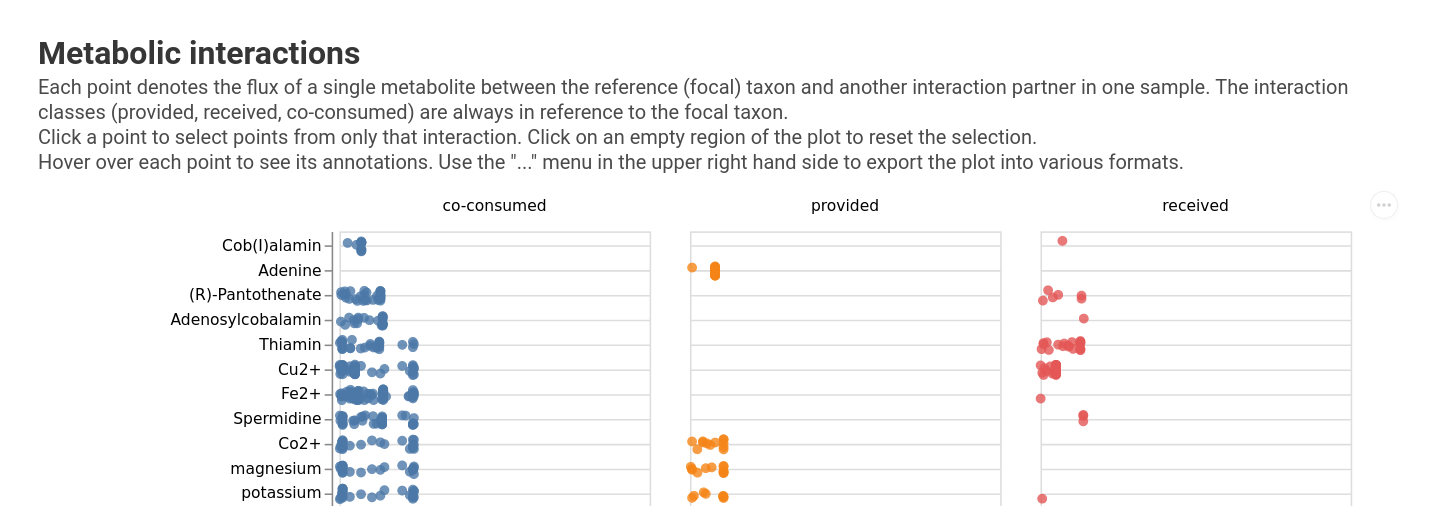 Metabolic interactions
Each point denotes the flux of a single metabolite between the reference (focal) taxon and another interaction partner in one sample. The interaction
classes (provided, received, co-consumed) are always in reference to the focal taxon.
Click a point to select points from only that interaction. Click on an empty region of the plot to reset the selection.
Hover over each point to see its annotations. Use the "..." menu in the upper right hand side to export the plot into various formats.
co-consumed provided received
Cob(I)alamin
Adenine
(R)-Pantothenate
Adenosylcobalamin
Thiamin
Cu2+
Fe2+
Spermidine
Co2+
magnesium
potassium